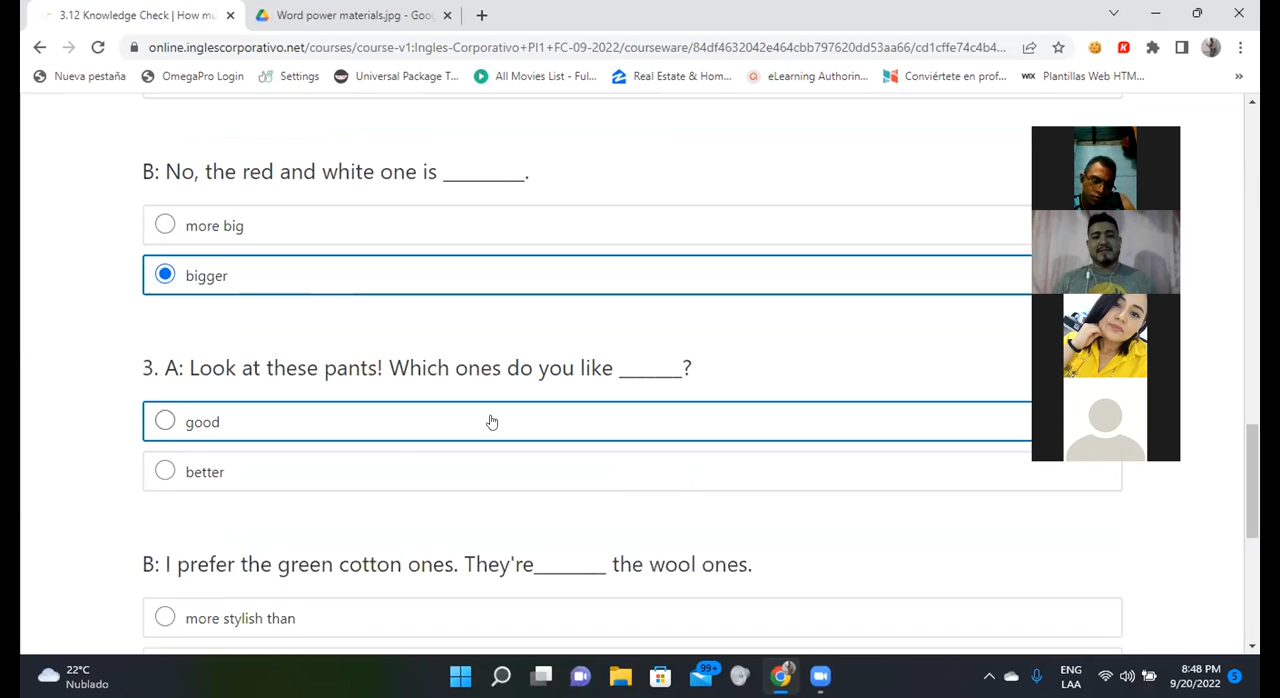 3.12 Knowledge Check | How mu
Word power materials.jpg - Goo
online.inglescorporativo.net/courses/course-v1:Ingles-Corporativo+PI1+FC-09-2022/courseware/84df4632042e464cbb797620dd53aa66/cd1cffe74c4b4...
Nueva pestaña
OmegaPro Login
Settings
Universal Package T...
All Movies List - Ful...
Real Estate & Hom...
eLearning Authorin...
Conviértete en prof...
WIX Plantillas Web HTM...
»
B: No, the red and white one is ________.
more big
bigger
3. A: Look at these pants! Which ones do you like ______?
good
better
B: I prefer the green cotton ones. They're_______ the wool ones.
more stylish than
22°C
Nublado
99+
ENG
LAA
8:48 PM
9/20/2022
5